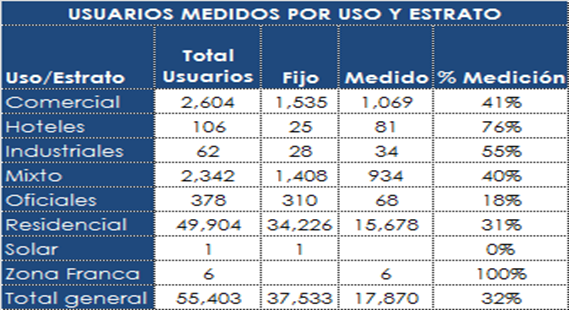 USUARIOS MEDIDOS POR USO Y ESTRATO
Uso/Estrato Total Usuarios Fijo Medido % Medición
Comercial 2,604 1,535 1,069 41%
Hoteles 106 25 81 76%
Industriales 62 28 34 55%
Mixto 2,342 1,408 934 40%
Oficiales 378 310 68 18%
Residencial 49,904 34,226 15,678 31%
Solar 1 1 0%
Zona Franca 6 6 100%
Total general 55,403 37,533 17,870 32%